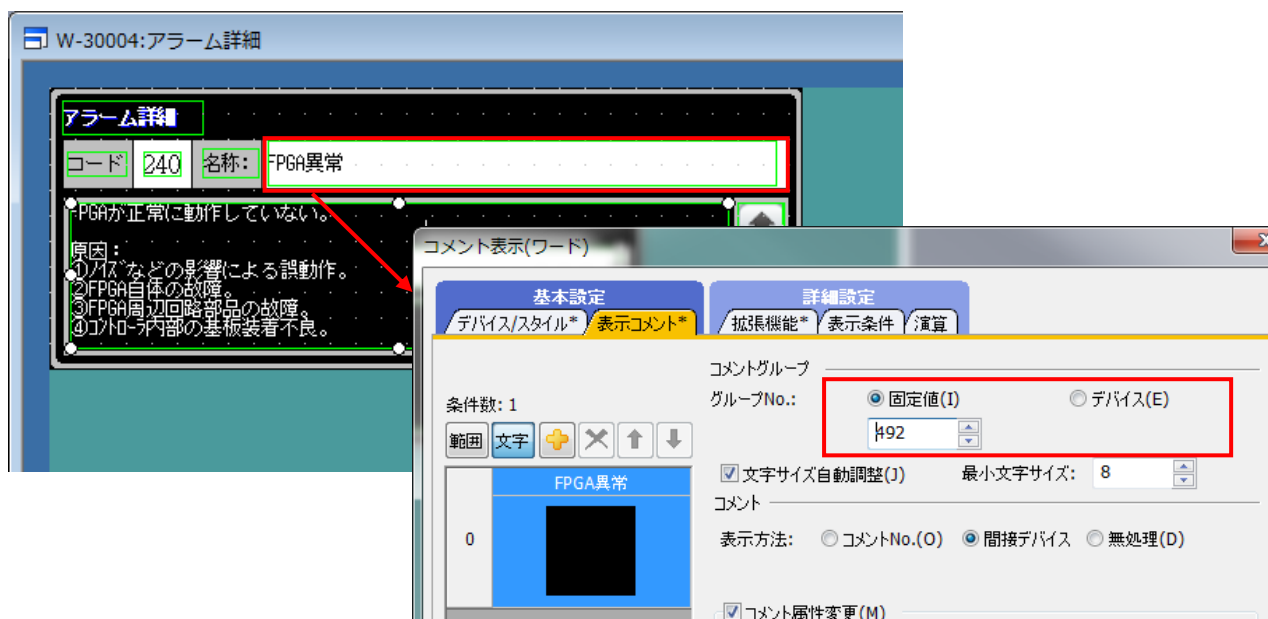 W-30004:アラーム詳細
アラーム詳細
コード 240 名称: FPGA異常
FPGAが正常に動作していない。
原因:
①ﾉｲｽﾞなどの影響による誤動作。
②FPGA自体の故障。
③FPGA周辺回路部品の故障。
④ｺﾝﾄﾛｰﾗ内部の基板装着不良。
コメント表示(ワード)
基本設定 詳細設定
デバイス/スタイル* 表示コメント* 拡張機能* 表示条件 演算
コメントグループ
条件数: 1
グループNo.: 固定値(I) デバイス(E)
492
範囲 文字
文字サイズ自動調整(J) 最小文字サイズ: 8
FPGA異常
0
コメント
表示方法: コメントNo.(O) 間接デバイス 無処理(D)
コメント属性変更(M)